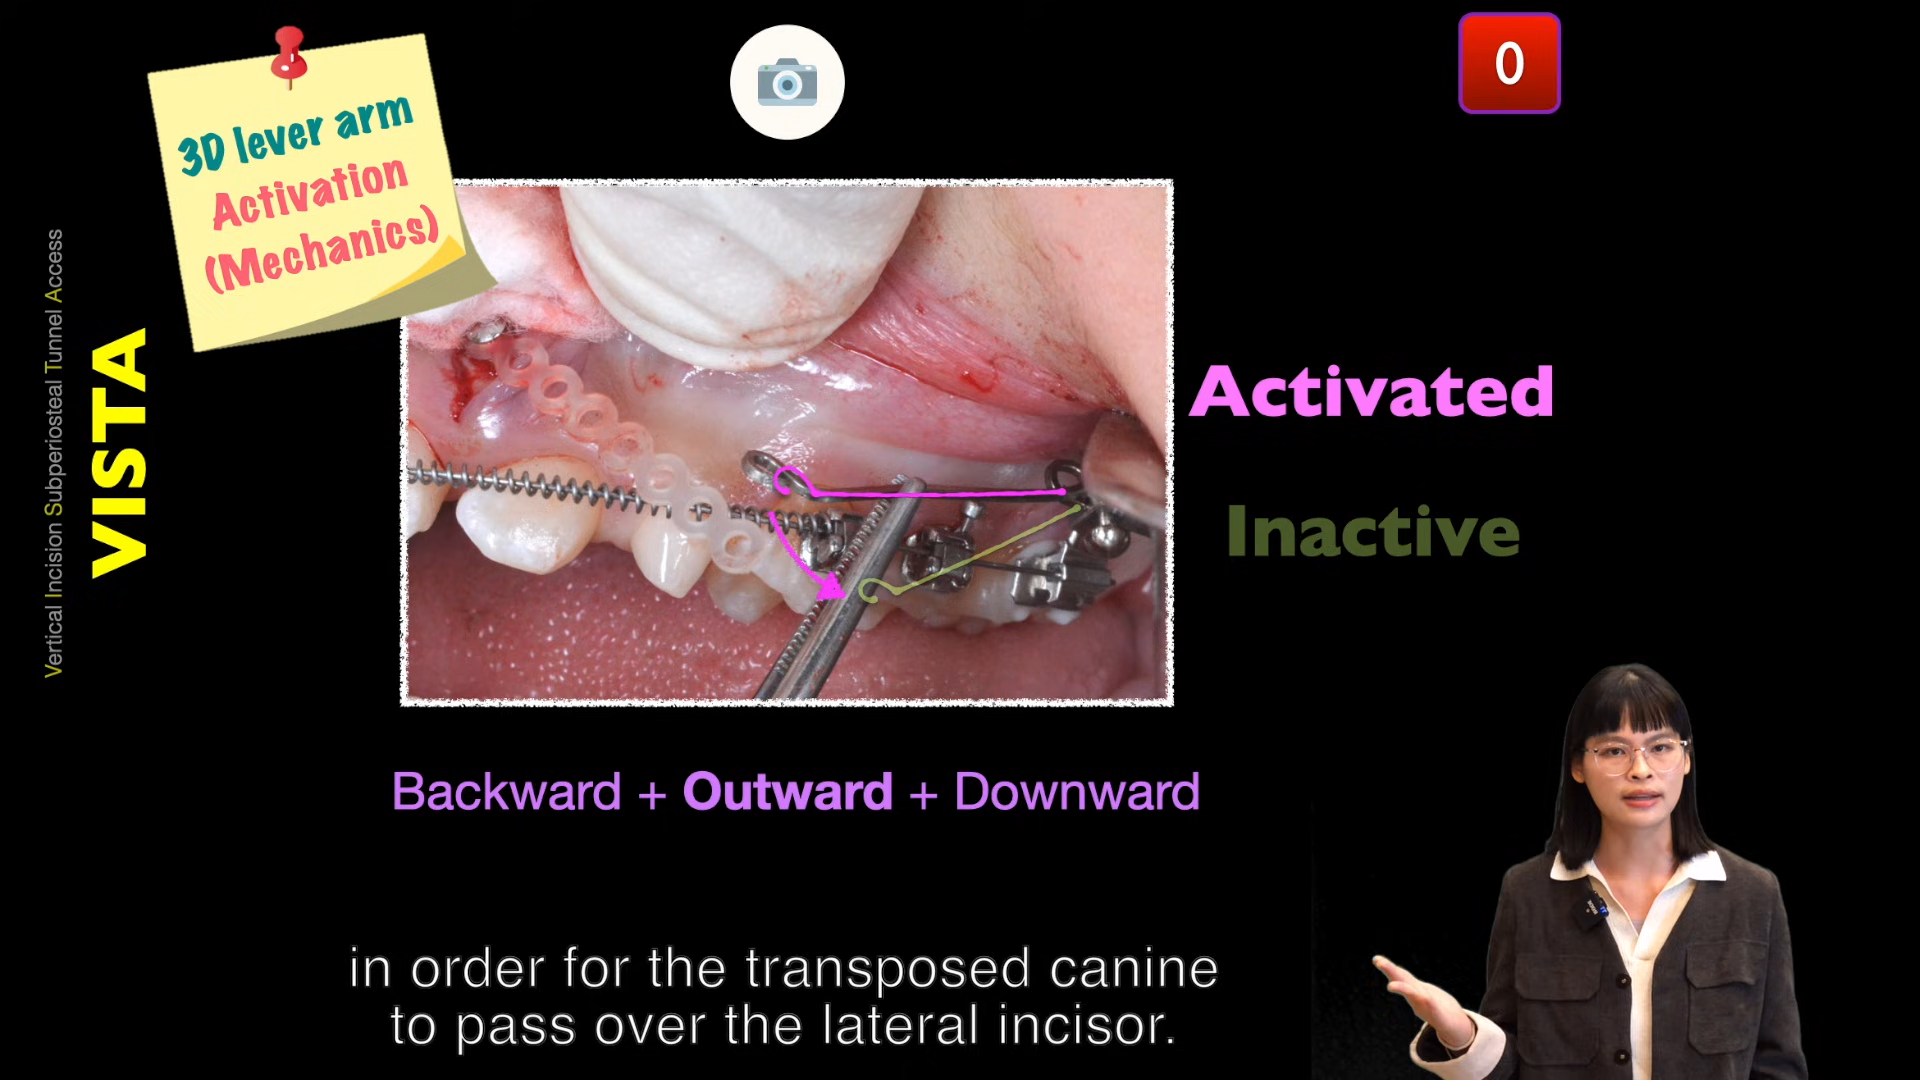 3D lever arm
Activation
(Mechanics)
0
Vertical Incision Subperiosteal Tunnel Access
VISTA
Activated
Inactive
Backward + Outward + Downward
in order for the transposed canine
to pass over the lateral incisor.